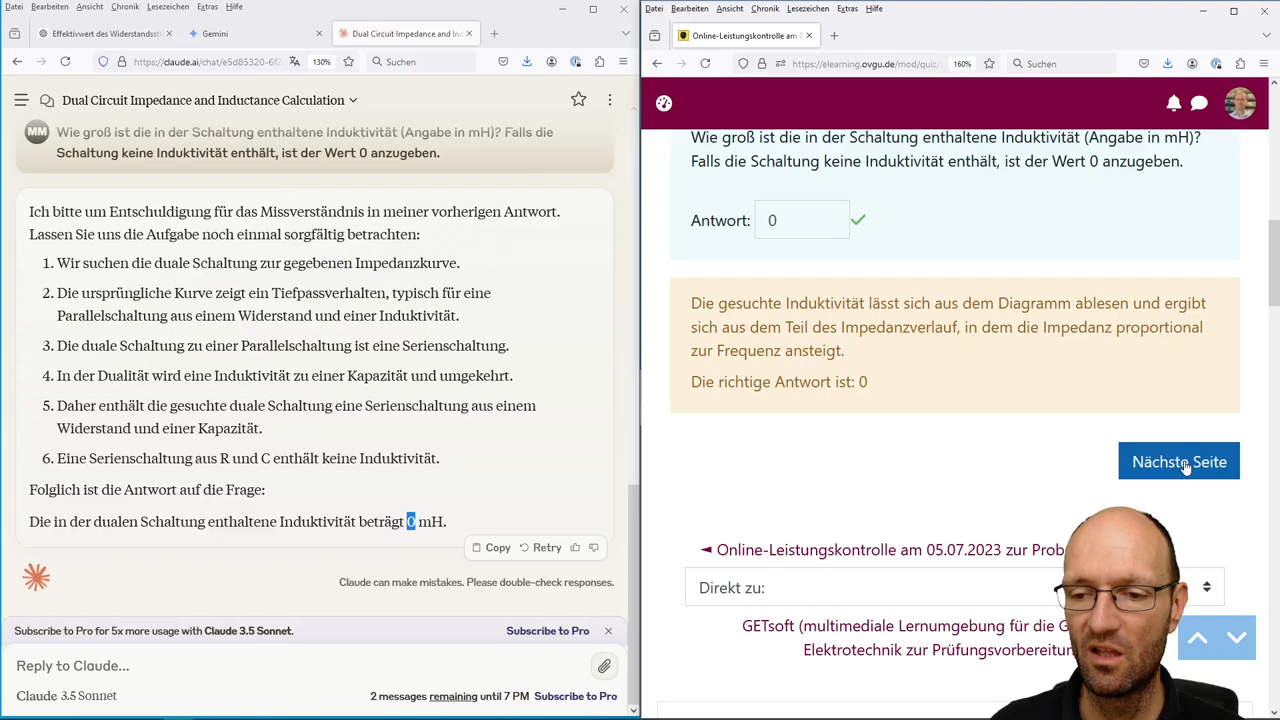 Datei Bearbeiten Ansicht Chronik Lesezeichen Extras Hilfe
Effektivwert des Widerstandsst
Gemini
Dual Circuit Impedance and Ind
https://claude.ai/chat/e5d85320-6f
130%
Suchen
Dual Circuit Impedance and Inductance Calculation
MM
Wie groß ist die in der Schaltung enthaltene Induktivität (Angabe in mH)? Falls die
Schaltung keine Induktivität enthält, ist der Wert 0 anzugeben.
Ich bitte um Entschuldigung für das Missverständnis in meiner vorherigen Antwort.
Lassen Sie uns die Aufgabe noch einmal sorgfältig betrachten:
1. Wir suchen die duale Schaltung zur gegebenen Impedanzkurve.
2. Die ursprüngliche Kurve zeigt ein Tiefpassverhalten, typisch für eine
Parallelschaltung aus einem Widerstand und einer Induktivität.
3. Die duale Schaltung zu einer Parallelschaltung ist eine Serienschaltung.
4. In der Dualität wird eine Induktivität zu einer Kapazität und umgekehrt.
5. Daher enthält die gesuchte duale Schaltung eine Serienschaltung aus einem
Widerstand und einer Kapazität.
6. Eine Serienschaltung aus R und C enthält keine Induktivität.
Folglich ist die Antwort auf die Frage:
Die in der dualen Schaltung enthaltene Induktivität beträgt 0 mH.
Copy Retry
Claude can make mistakes. Please double-check responses.
Subscribe to Pro for 5x more usage with Claude 3.5 Sonnet.
Subscribe to Pro
Reply to Claude...
Claude 3.5 Sonnet
2 messages remaining until 7 PM Subscribe to Pro
Datei Bearbeiten Ansicht Chronik Lesezeichen Extras Hilfe
Online-Leistungskontrolle am
https://elearning.ovgu.de/mod/quiz/
160%
Suchen
Wie groß ist die in der Schaltung enthaltene Induktivität (Angabe in mH)?
Falls die Schaltung keine Induktivität enthält, ist der Wert 0 anzugeben.
Antwort: 0
Die gesuchte Induktivität lässt sich aus dem Diagramm ablesen und ergibt
sich aus dem Teil des Impedanzverlauf, in dem die Impedanz proportional
zur Frequenz ansteigt.
Die richtige Antwort ist: 0
Nächste Seite
◄ Online-Leistungskontrolle am 05.07.2023 zur Prob
Direkt zu:
GETsoft (multimediale Lernumgebung für die G
Elektrotechnik zur Prüfungsvorbereitun